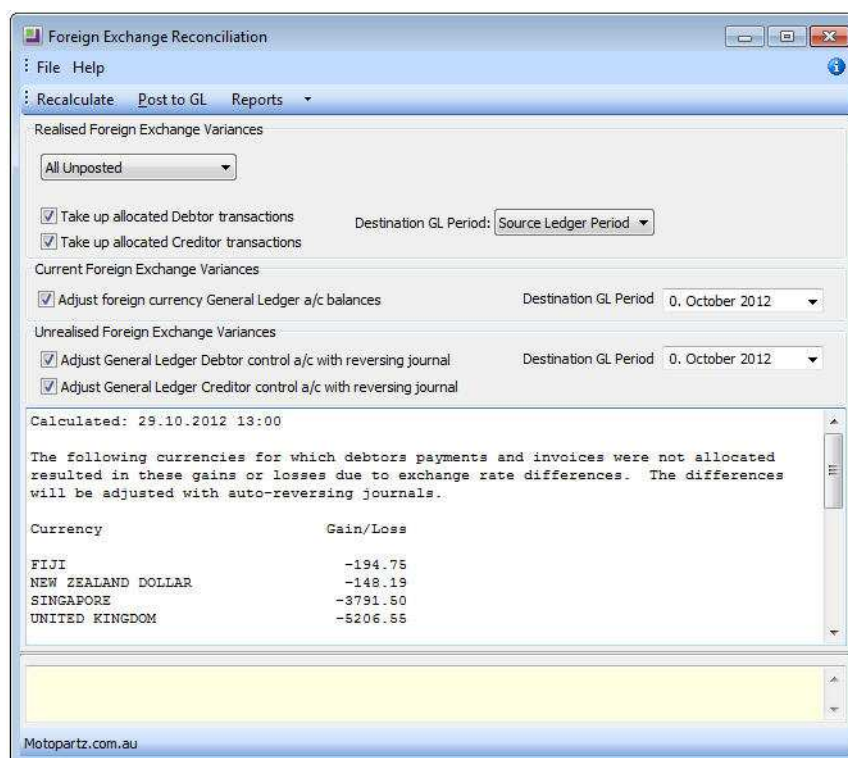 Foreign Exchange Reconciliation
File Help
Recalculate Post to GL Reports
Realised Foreign Exchange Variances
All Unposted
Take up allocated Debtor transactions
Destination GL Period: Source Ledger Period
Take up allocated Creditor transactions
Current Foreign Exchange Variances
Adjust foreign currency General Ledger a/c balances Destination GL Period 0. October 2012
Unrealised Foreign Exchange Variances
Adjust General Ledger Debtor control a/c with reversing journal Destination GL Period 0. October 2012
Adjust General Ledger Creditor control a/c with reversing journal
Calculated: 29.10.2012 13:00
The following currencies for which debtors payments and invoices were not allocated
resulted in these gains or losses due to exchange rate differences. The differences
will be adjusted with auto-reversing journals.
Currency Gain/Loss
FIJI -194.75
NEW ZEALAND DOLLAR -148.19
SINGAPORE -3791.50
UNITED KINGDOM -5206.55
Motopartz.com.au